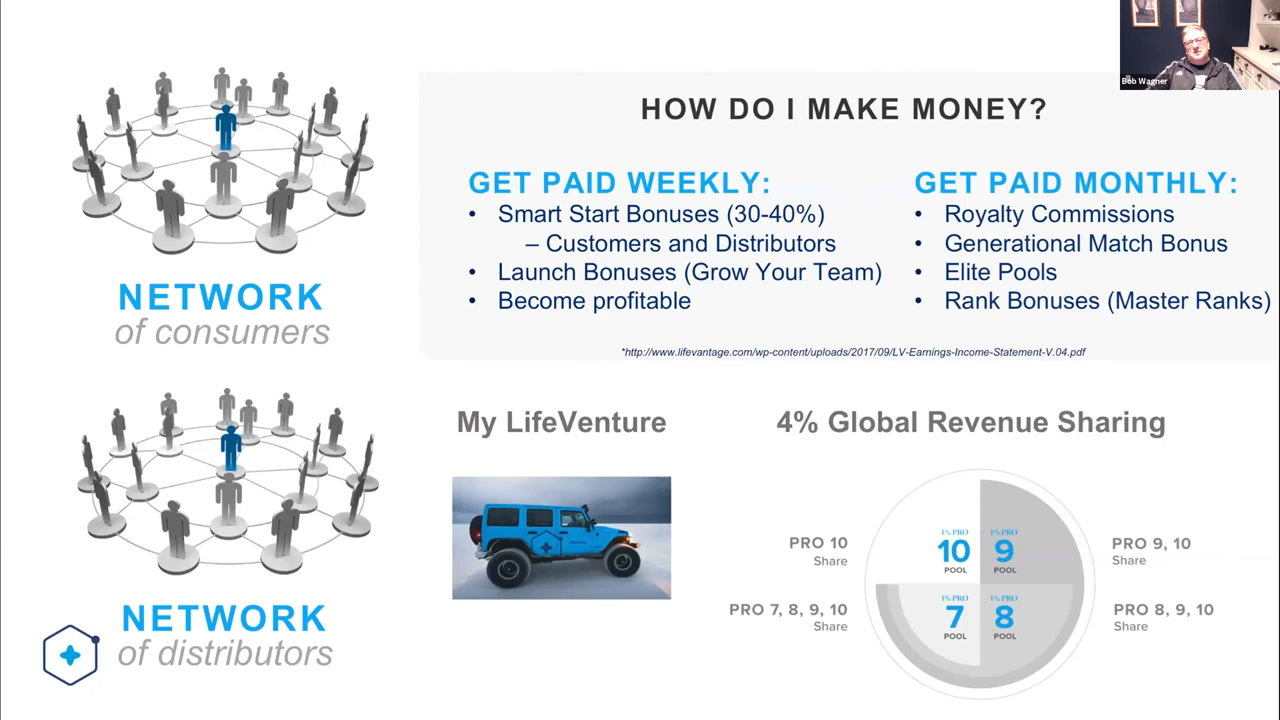 Bob Wagner
HOW DO I MAKE MONEY?
GET PAID WEEKLY:
• Smart Start Bonuses (30-40%)
– Customers and Distributors
• Launch Bonuses (Grow Your Team)
• Become profitable
GET PAID MONTHLY:
• Royalty Commissions
• Generational Match Bonus
• Elite Pools
• Rank Bonuses (Master Ranks)
*http://www.lifevantage.com/wp-content/uploads/2017/09/LV-Earnings-Income-Statement-V.04.pdf
NETWORK
of consumers
NETWORK
of distributors
My LifeVenture
4% Global Revenue Sharing
PRO 10
Share
PRO 7, 8, 9, 10
Share
1% PRO
10
POOL
1% PRO
9
POOL
1% PRO
7
POOL
1% PRO
8
POOL
PRO 9, 10
Share
PRO 8, 9, 10
Share